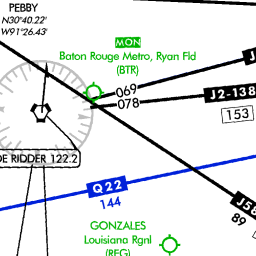 PEBBY
N30°40.22'
W91°26.43'
MON
Baton Rouge Metro, Ryan Fld
(BTR)
069
078
J2-138
153
DE RIDDER 122.2
Q22
144
J58
89
GONZALES
Louisiana Rgnl
(REG)